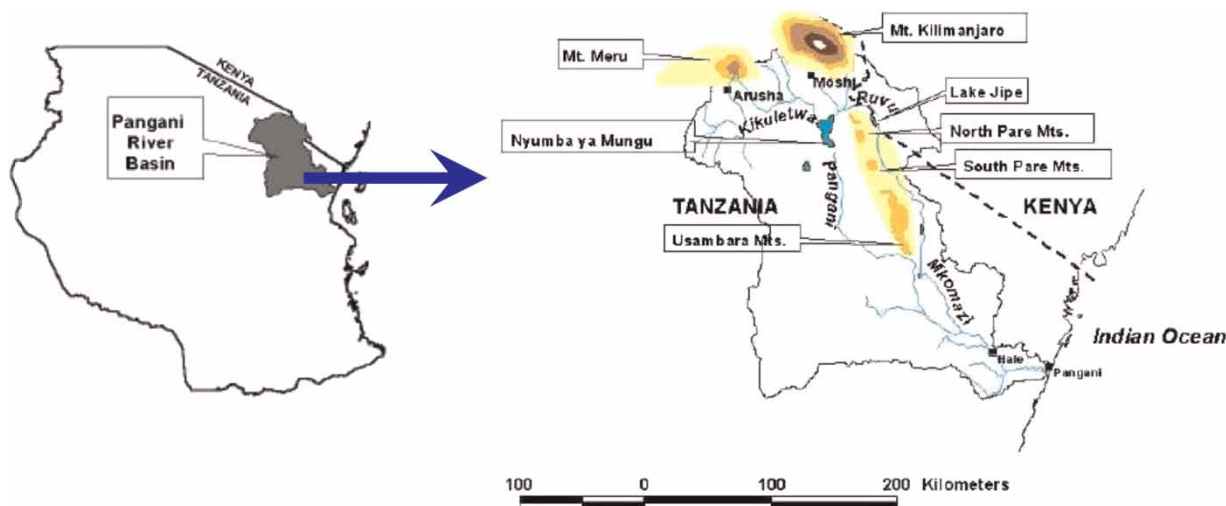 KENYA
TANZANIA
Pangani
River
Basin
Mt. Kilimanjaro
Mt. Meru
Moshi
Arusha
Ruvu
Lake Jipe
Kikuletwa
North Pare Mts.
Nyumba ya Mungu
South Pare Mts.
Pangani
TANZANIA
KENYA
Usambara Mts.
Mkomazi
Indian Ocean
Hale
Pangani
100 0 100 200 Kilometers